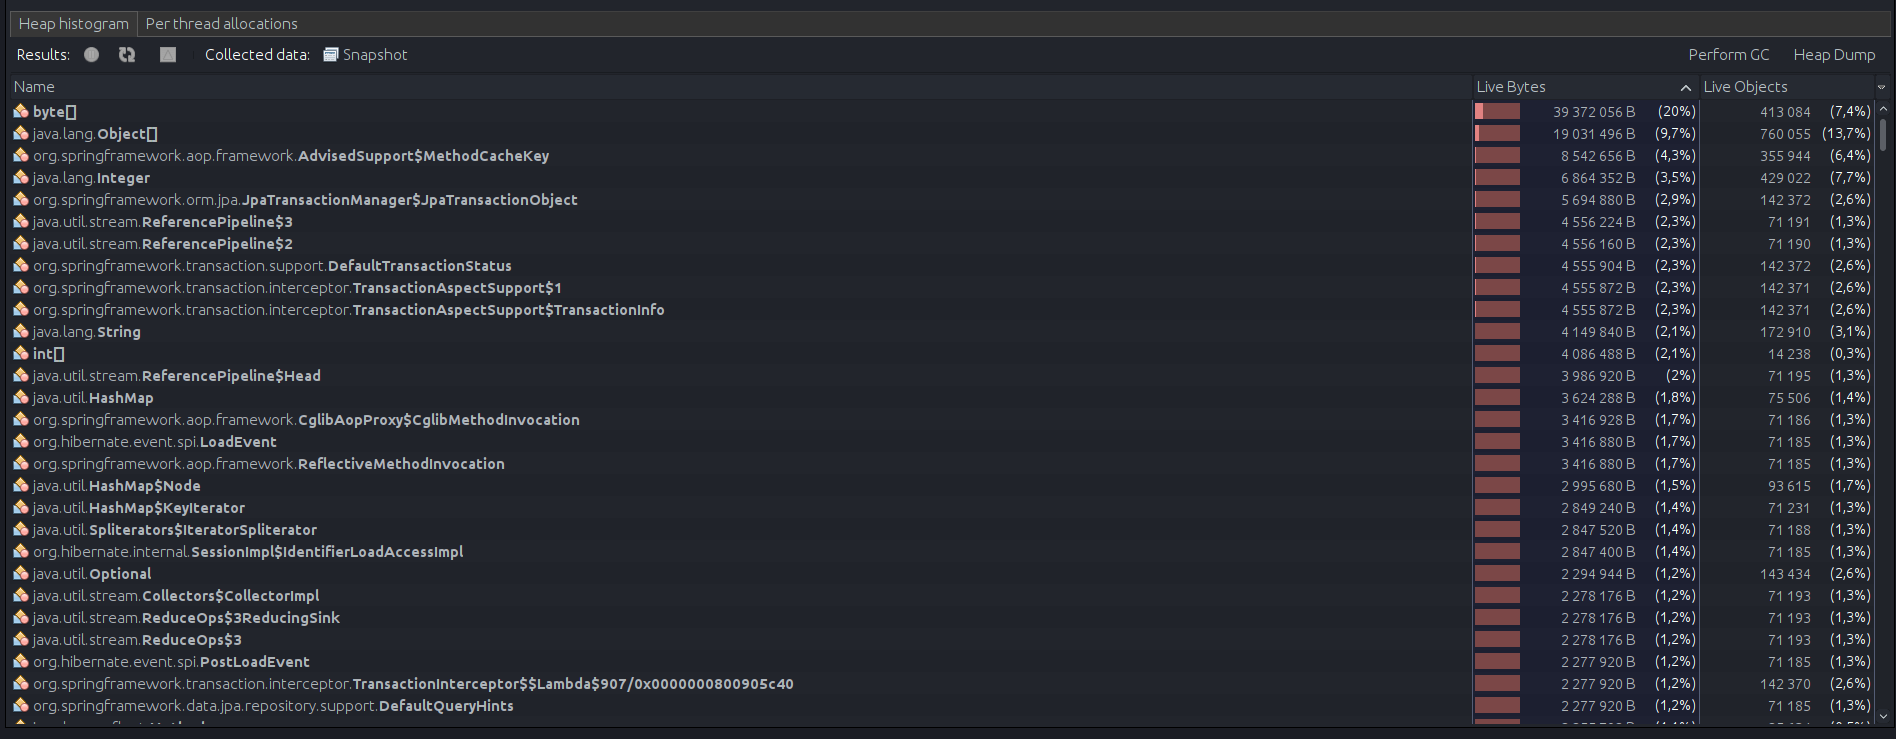 Heap histogram Per thread allocations
Results: Collected data: Snapshot Perform GC Heap Dump
Name Live Bytes Live Objects
byte[] 39 372 056 B (20%) 413 084 (7,4%)
java.lang.Object[] 19 031 496 B (9,7%) 760 055 (13,7%)
org.springframework.aop.framework.AdvisedSupport$MethodCacheKey 8 542 656 B (4,3%) 355 944 (6,4%)
java.lang.Integer 6 864 352 B (3,5%) 429 022 (7,7%)
org.springframework.orm.jpa.JpaTransactionManager$JpaTransactionObject 5 694 880 B (2,9%) 142 372 (2,6%)
java.util.stream.ReferencePipeline$3 4 556 224 B (2,3%) 71 191 (1,3%)
java.util.stream.ReferencePipeline$2 4 556 160 B (2,3%) 71 190 (1,3%)
org.springframework.transaction.support.DefaultTransactionStatus 4 555 904 B (2,3%) 142 372 (2,6%)
org.springframework.transaction.interceptor.TransactionAspectSupport$1 4 555 872 B (2,3%) 142 371 (2,6%)
org.springframework.transaction.interceptor.TransactionAspectSupport$TransactionInfo 4 555 872 B (2,3%) 142 371 (2,6%)
java.lang.String 4 149 840 B (2,1%) 172 910 (3,1%)
int[] 4 086 488 B (2,1%) 14 238 (0,3%)
java.util.stream.ReferencePipeline$Head 3 986 920 B (2%) 71 195 (1,3%)
java.util.HashMap 3 624 288 B (1,8%) 75 506 (1,4%)
org.springframework.aop.framework.CglibAopProxy$CglibMethodInvocation 3 416 928 B (1,7%) 71 186 (1,3%)
org.hibernate.event.spi.LoadEvent 3 416 880 B (1,7%) 71 185 (1,3%)
org.springframework.aop.framework.ReflectiveMethodInvocation 3 416 880 B (1,7%) 71 185 (1,3%)
java.util.HashMap$Node 2 995 680 B (1,5%) 93 615 (1,7%)
java.util.HashMap$KeyIterator 2 849 240 B (1,4%) 71 231 (1,3%)
java.util.Spliterators$IteratorSpliterator 2 847 520 B (1,4%) 71 188 (1,3%)
org.hibernate.internal.SessionImpl$IdentifierLoadAccessImpl 2 847 400 B (1,4%) 71 185 (1,3%)
java.util.Optional 2 294 944 B (1,2%) 143 434 (2,6%)
java.util.stream.Collectors$CollectorImpl 2 278 176 B (1,2%) 71 193 (1,3%)
java.util.stream.ReduceOps$3ReducingSink 2 278 176 B (1,2%) 71 193 (1,3%)
java.util.stream.ReduceOps$3 2 278 176 B (1,2%) 71 193 (1,3%)
org.hibernate.event.spi.PostLoadEvent 2 277 920 B (1,2%) 71 185 (1,3%)
org.springframework.transaction.interceptor.TransactionInterceptor$$Lambda$907/0x0000000800905c40 2 277 920 B (1,2%) 142 370 (2,6%)
org.springframework.data.jpa.repository.support.DefaultQueryHints 2 277 920 B (1,2%) 71 185 (1,3%)